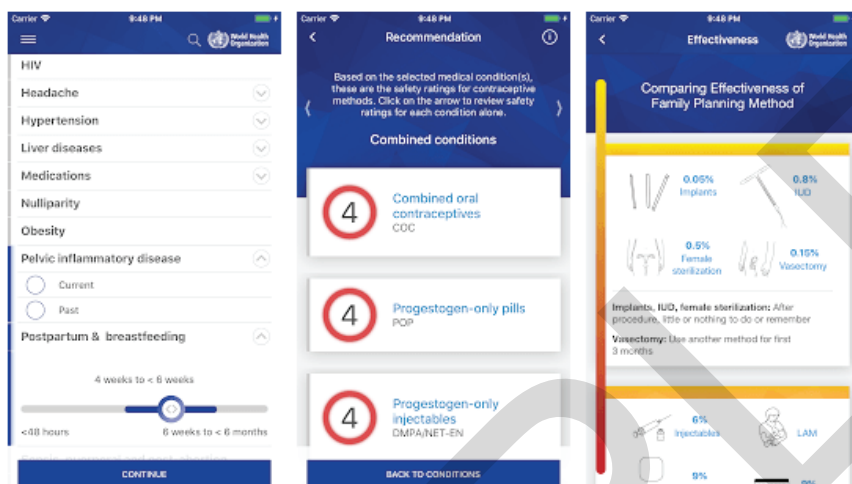 Carrier 9:48 PM
World Health
Organization
HIV
Headache
Hypertension
Liver diseases
Medications
Nulliparity
Obesity
Pelvic inflammatory disease
Current
Past
Postpartum & breastfeeding
4 weeks to < 6 weeks
<48 hours 6 weeks to < 6 months
CONTINUE
Carrier 9:48 PM
Recommendation
Based on the selected medical condition(s),
these are the safety ratings for contraceptive
methods. Click on the arrow to review safety
ratings for each condition alone.
Combined conditions
4
Combined oral
contraceptives
COC
4
Progestogen-only pills
POP
4
Progestogen-only
injectables
DMPA/NET-EN
BACK TO CONDITIONS
Carrier 9:48 PM
Effectiveness
World Health
Organization
Comparing Effectiveness of
Family Planning Method
0.05%
Implants
0.8%
IUD
0.5%
Female
sterilization
0.15%
Vasectomy
Implants, IUD, female sterilization: After
procedure, little or nothing to do or remember
Vasectomy: Use another method for first
3 months
6%
Injectables
LAM
9%